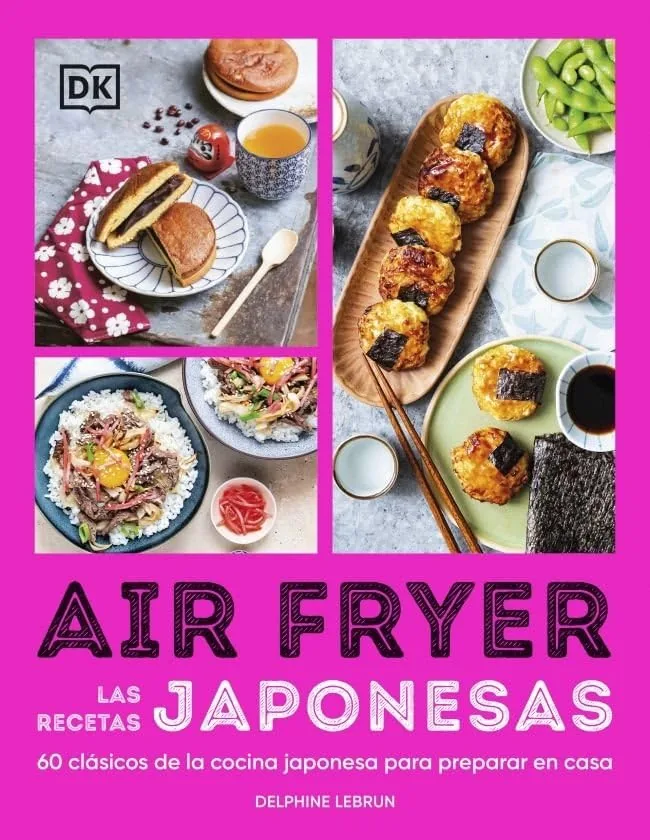 DK
AIR FRYER
LAS
RECETAS JAPONESAS
60 clásicos de la cocina japonesa para preparar en casa
DELPHINE LEBRUN